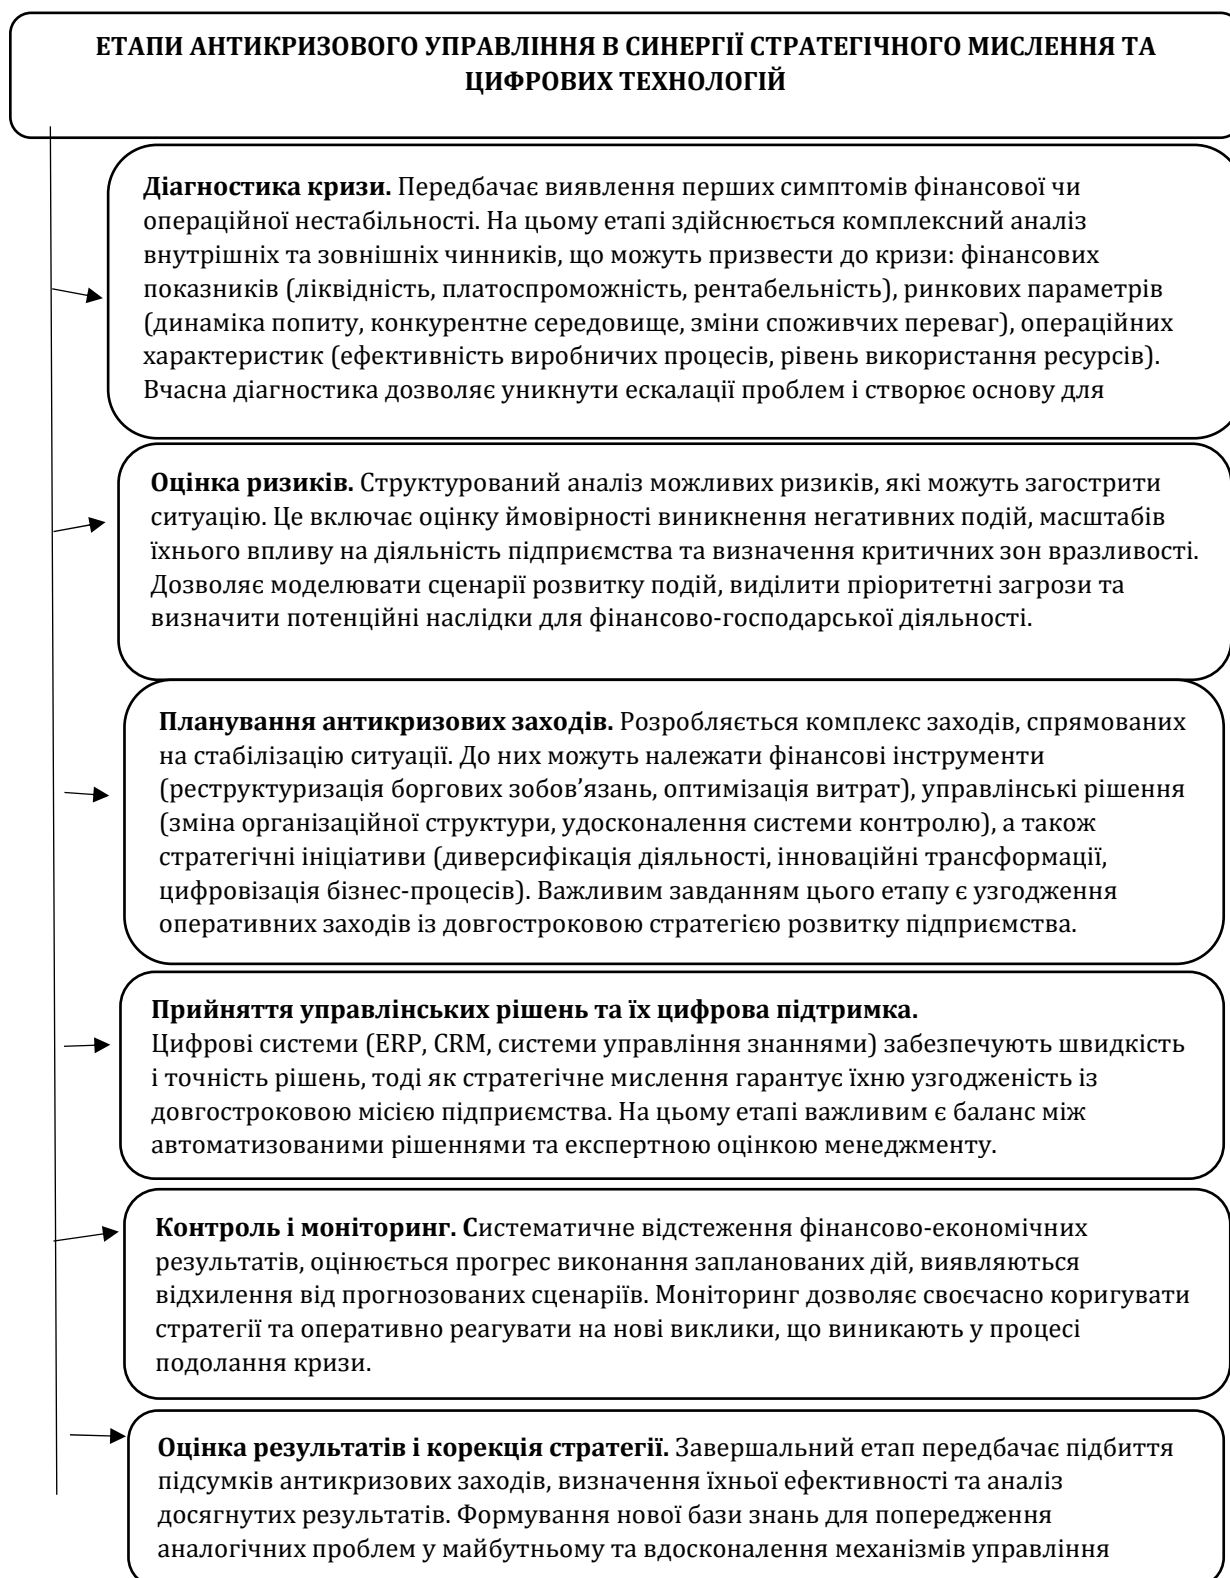 ЕТАПИ АНТИКРИЗОВОГО УПРАВЛІННЯ В СИНЕРГІЇ СТРАТЕГІЧНОГО МИСЛЕННЯ ТА
ЦИФРОВИХ ТЕХНОЛОГІЙ
Діагностика кризи. Передбачає виявлення перших симптомів фінансової чи
операційної нестабільності. На цьому етапі здійснюється комплексний аналіз
внутрішніх та зовнішніх чинників, що можуть призвести до кризи: фінансових
показників (ліквідність, платоспроможність, рентабельність), ринкових параметрів
(динаміка попиту, конкурентне середовище, зміни споживчих переваг), операційних
характеристик (ефективність виробничих процесів, рівень використання ресурсів).
Вчасна діагностика дозволяє уникнути ескалації проблем і створює основу для
Оцінка ризиків. Структурований аналіз можливих ризиків, які можуть загострити
ситуацію. Це включає оцінку ймовірності виникнення негативних подій, масштабів
їхнього впливу на діяльність підприємства та визначення критичних зон вразливості.
Дозволяє моделювати сценарії розвитку подій, виділити пріоритетні загрози та
визначити потенційні наслідки для фінансово-господарської діяльності.
Планування антикризових заходів. Розробляється комплекс заходів, спрямованих
на стабілізацію ситуації. До них можуть належати фінансові інструменти
(реструктуризація боргових зобов’язань, оптимізація витрат), управлінські рішення
(зміна організаційної структури, удосконалення системи контролю), а також
стратегічні ініціативи (диверсифікація діяльності, інноваційні трансформації,
цифровізація бізнес-процесів). Важливим завданням цього етапу є узгодження
оперативних заходів із довгостроковою стратегією розвитку підприємства.
Прийняття управлінських рішень та їх цифрова підтримка.
Цифрові системи (ERP, CRM, системи управління знаннями) забезпечують швидкість
і точність рішень, тоді як стратегічне мислення гарантує їхню узгодженість із
довгостроковою місією підприємства. На цьому етапі важливим є баланс між
автоматизованими рішеннями та експертною оцінкою менеджменту.
Контроль і моніторинг. Систематичне відстеження фінансово-економічних
результатів, оцінюється прогрес виконання запланованих дій, виявляються
відхилення від прогнозованих сценаріїв. Моніторинг дозволяє своєчасно коригувати
стратегії та оперативно реагувати на нові виклики, що виникають у процесі
подолання кризи.
Оцінка результатів і корекція стратегії. Завершальний етап передбачає підбиття
підсумків антикризових заходів, визначення їхньої ефективності та аналіз
досягнутих результатів. Формування нової бази знань для попередження
аналогічних проблем у майбутньому та вдосконалення механізмів управління